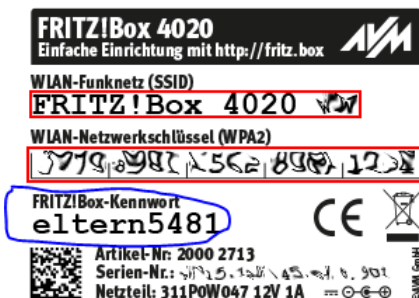 FRITZ!Box 4020
Einfache Einrichtung mit http://fritz.box
AVM
WLAN-Funknetz (SSID)
FRITZ!Box 4020
WLAN-Netzwerkschlüssel (WPA2)
FRITZ!Box-Kennwort
eltern5481
CE
Artikel-Nr: 2000 2713
Serien-Nr.:
Netzteil: 311P0W047 12V 1A